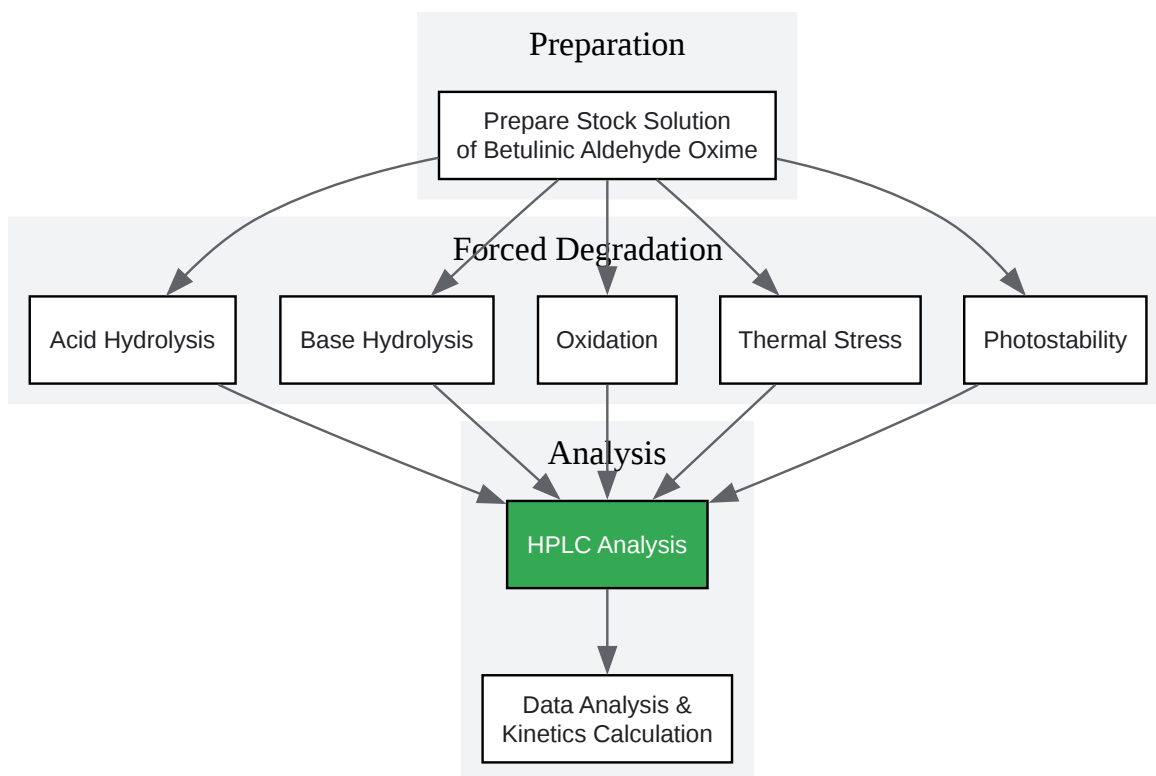 Preparation
Prepare Stock Solution
of Betulinic Aldehyde Oxime
Forced Degradation
Acid Hydrolysis
Base Hydrolysis
Oxidation
Thermal Stress
Photostability
Analysis
HPLC Analysis
Data Analysis &
Kinetics Calculation